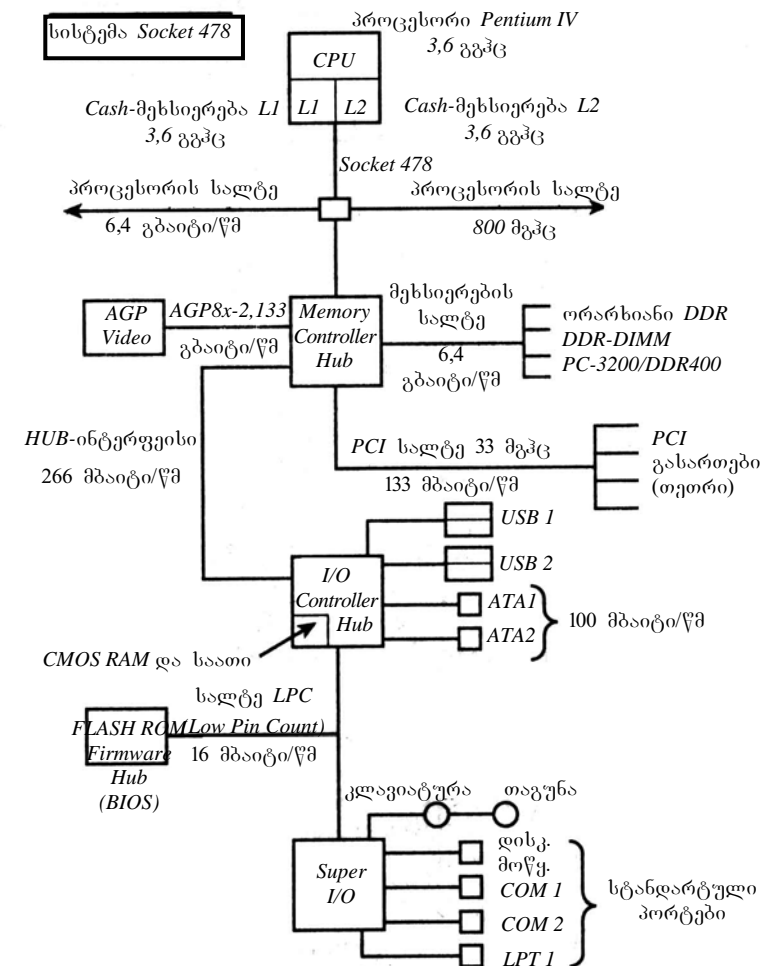 სისტემა Socket 478
პროცესორი Pentium IV
3,6 გგჰც
CPU
Cash-მეხსიერება L1
3,6 გგჰც
L1
L2
Cash-მეხსიერება L2
3,6 გგჰც
Socket 478
პროცესორის სალტე
6,4 გბაიტი/წმ
პროცესორის სალტე
800 მგჰც
AGP
Video
AGP8x-2,133
გბაიტი/წმ
Memory
Controller
Hub
მეხსიერების
სალტე
6,4
გბაიტი/წმ
ორარხიანი DDR
DDR-DIMM
PC-3200/DDR400
HUB-ინტერფეისი
266 მბაიტი/წმ
PCI სალტე 33 მგჰც
133 მბაიტი/წმ
PCI
გასართები
(თეთრი)
USB 1
USB 2
I/O
Controller
Hub
ATA1
ATA2
100 მბაიტი/წმ
CMOS RAM და საათი
სალტე LPC
(Low Pin Count)
16 მბაიტი/წმ
FLASH ROM
Firmware
Hub
(BIOS)
კლავიატურა
თაგუნა
Super
I/O
დისკ.
მოწყ.
COM 1
COM 2
LPT 1
სტანდარტული
პორტები